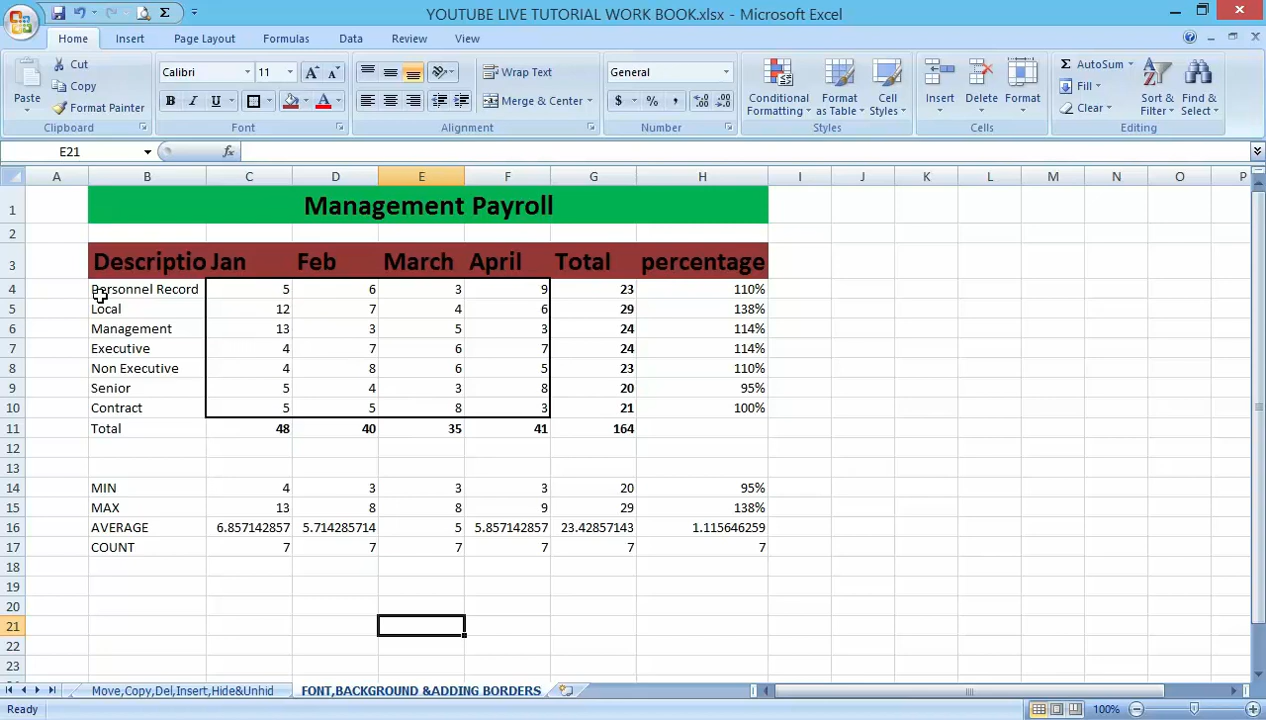 YOUTUBE LIVE TUTORIAL WORK BOOK.xlsx - Microsoft Excel
Home Insert Page Layout Formulas Data Review View
Paste Cut Copy Format Painter Clipboard
Calibri 11 A A B I U A Font
Wrap Text Merge & Center Alignment
General $ % , .0 .00 .00 .0 Number
Conditional Formatting Format as Table Cell Styles Styles
Insert Delete Format Cells
Σ AutoSum Fill Clear Sort & Filter Find & Select Editing
E21 fx
A B C D E F G H I J K L M N O P
1 Management Payroll
2
3 Descriptio Jan Feb March April Total percentage
4 Personnel Record 5 6 3 9 23 110%
5 Local 12 7 4 6 29 138%
6 Management 13 3 5 3 24 114%
7 Executive 4 7 6 7 24 114%
8 Non Executive 4 8 6 5 23 110%
9 Senior 5 4 3 8 20 95%
10 Contract 5 5 8 3 21 100%
11 Total 48 40 35 41 164
12
13
14 MIN 4 3 3 3 20 95%
15 MAX 13 8 8 9 29 138%
16 AVERAGE 6.857142857 5.714285714 5 5.857142857 23.42857143 1.115646259
17 COUNT 7 7 7 7 7 7
18
19
20
21
22
23
Move,Copy,Del,Insert,Hide&Unhid FONT,BACKGROUND &ADDING BORDERS
Ready 100%